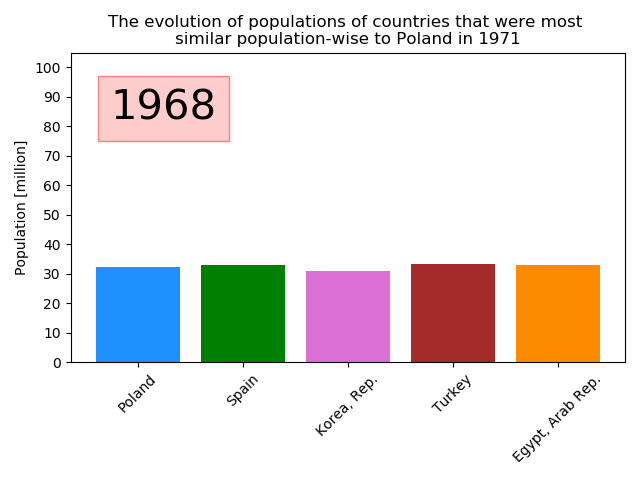 The evolution of populations of countries that were most
similar population-wise to Poland in 1971
1968
Population [million]
100
90
80
70
60
50
40
30
20
10
0
Poland
Spain
Korea, Rep.
Turkey
Egypt, Arab Rep.